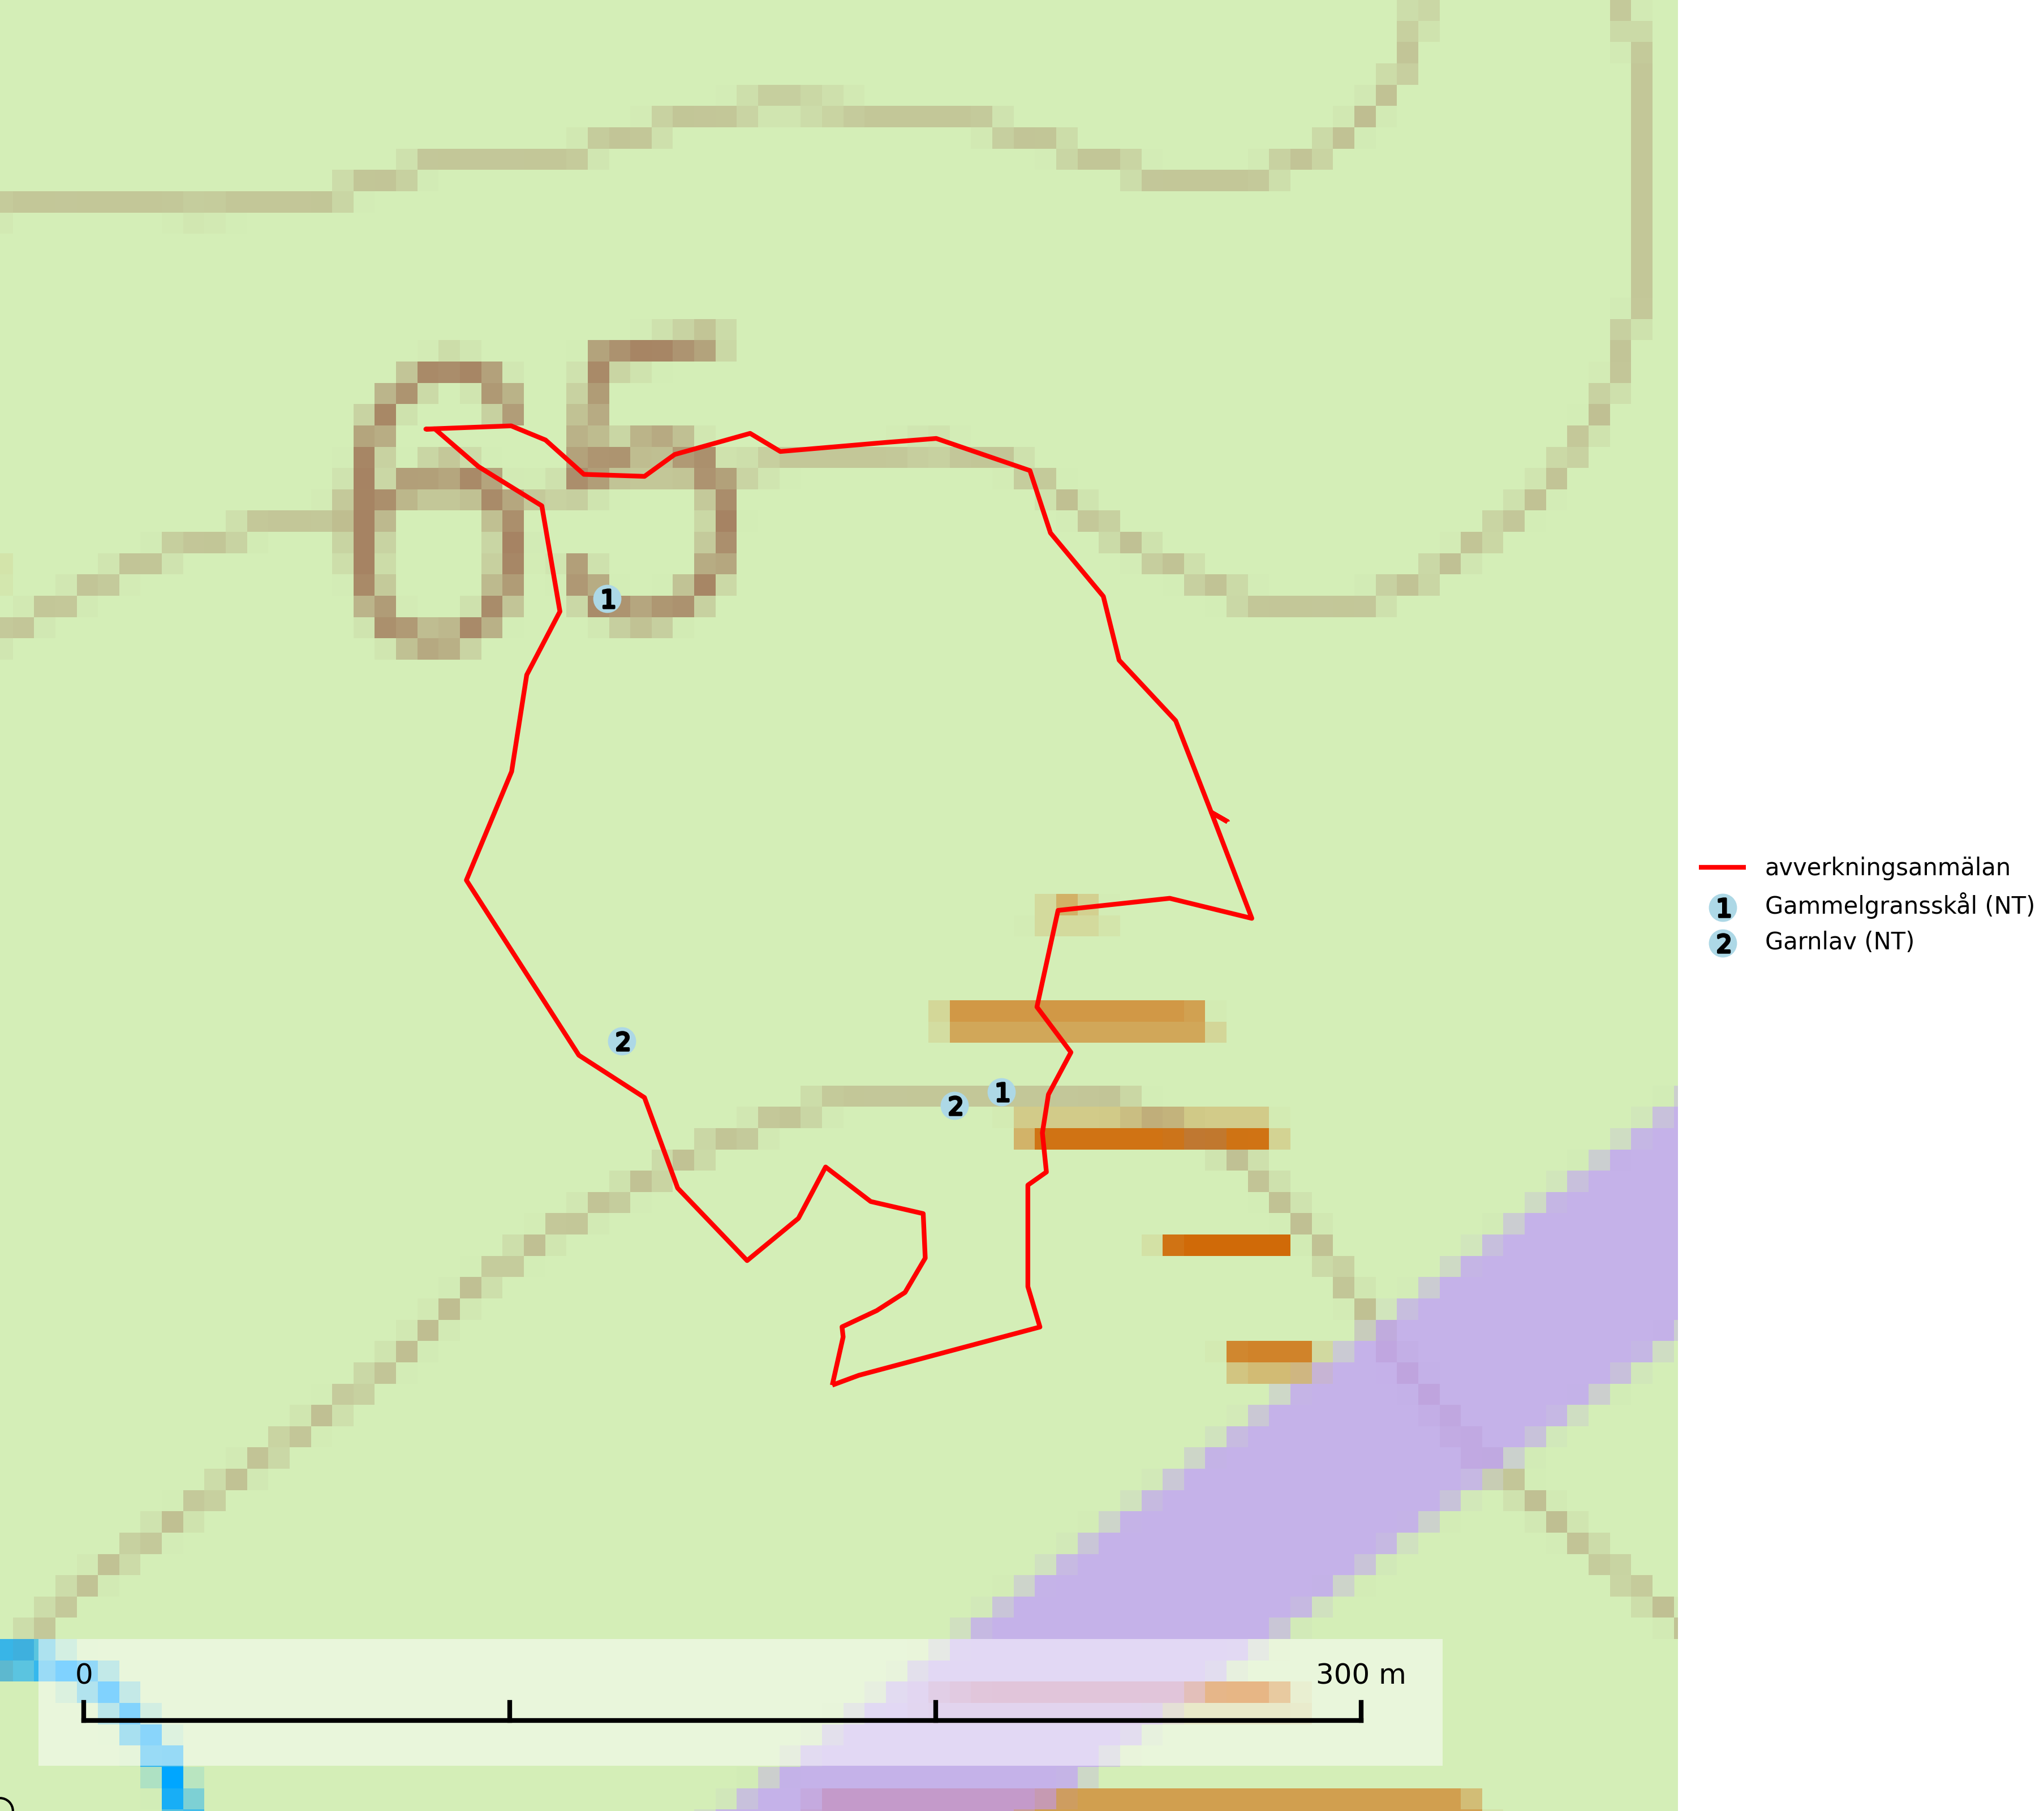 65
1
2
2
1
avverkningsanmälan
1 Gammelgransskål (NT)
2 Garnlav (NT)
0
300 m